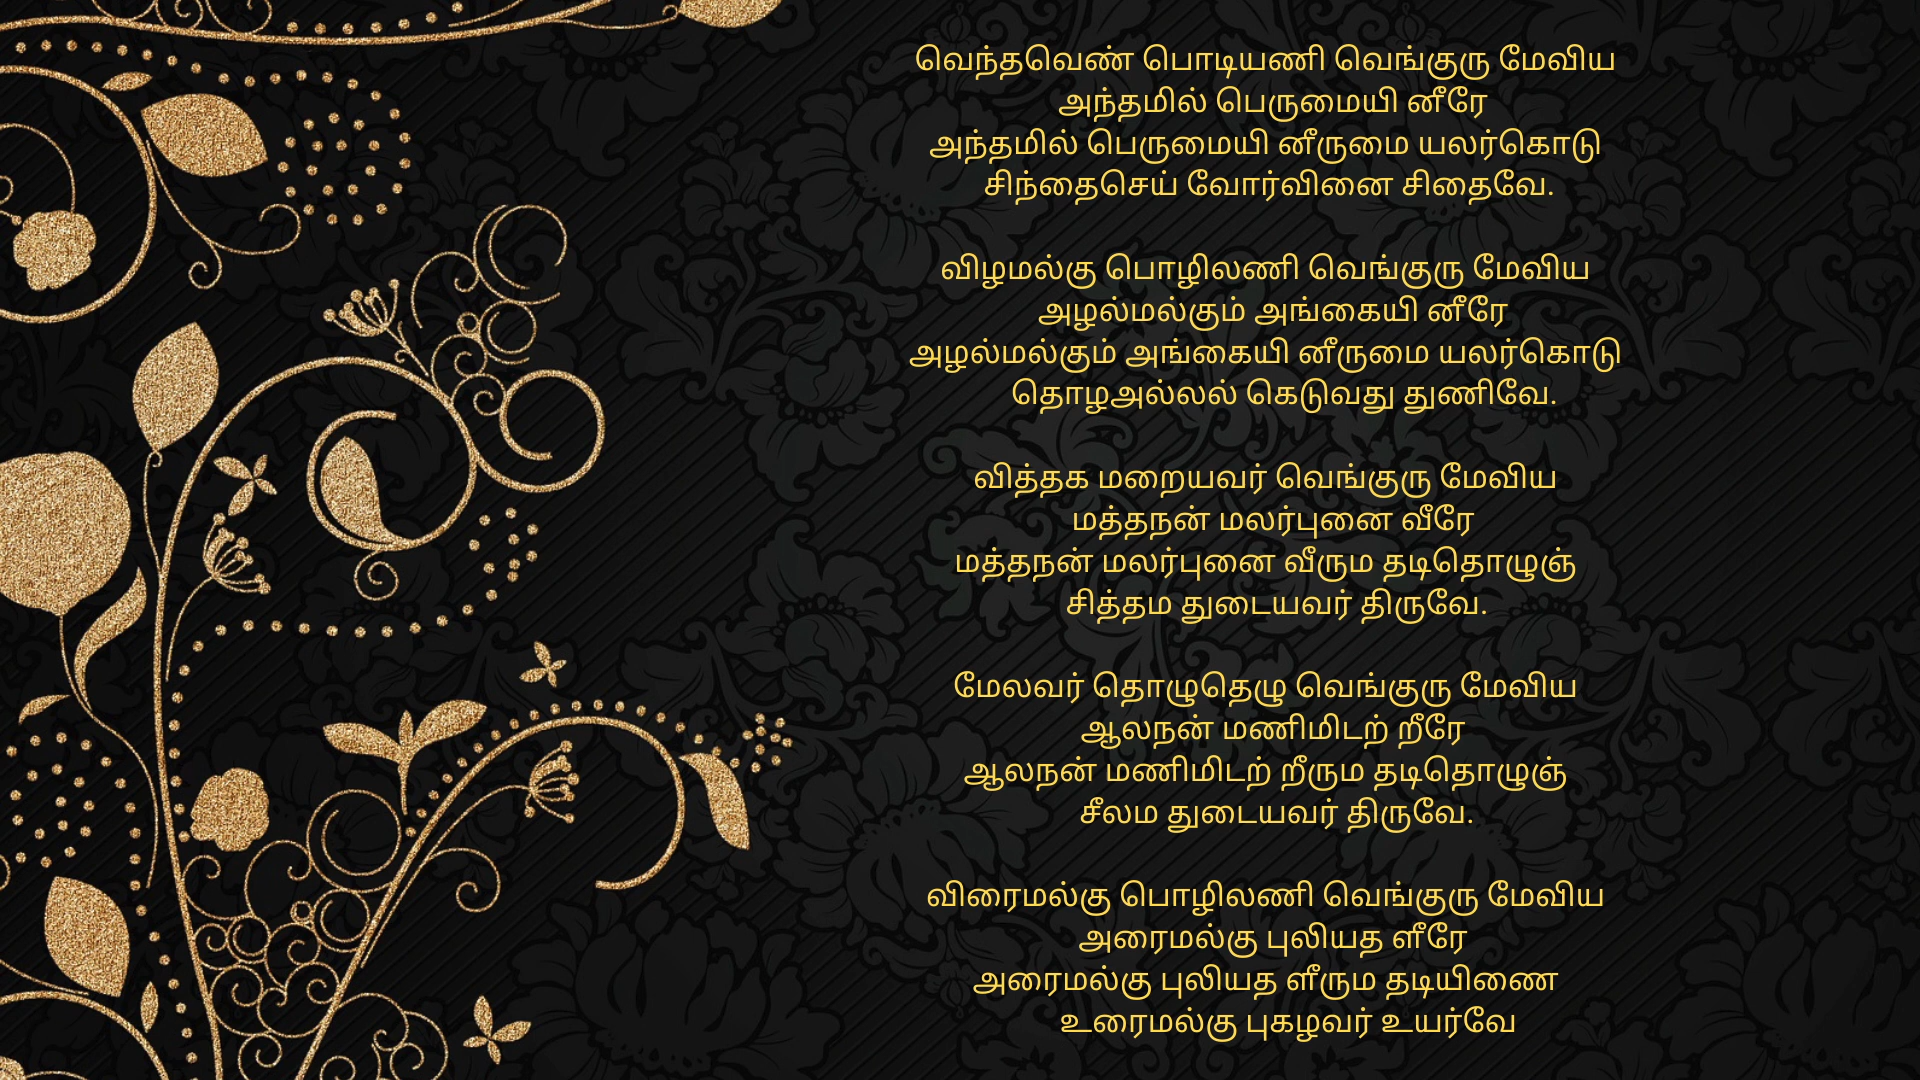 வெந்தவெண் பொடியணி வெங்குரு மேவிய
அந்தமில் பெருமையி னீரே
அந்தமில் பெருமையி னீருமை யலர்கொடு
சிந்தைசெய் வோர்வினை சிதைவே.
விழமல்கு பொழிலணி வெங்குரு மேவிய
அழல்மல்கும் அங்கையி னீரே
அழல்மல்கும் அங்கையி னீருமை யலர்கொடு
தொழஅல்லல் கெடுவது துணிவே.
வித்தக மறையவர் வெங்குரு மேவிய
மத்தநன் மலர்புனை வீரே
மத்தநன் மலர்புனை வீரும தடிதொழுஞ்
சித்தம துடையவர் திருவே.
மேலவர் தொழுதெழு வெங்குரு மேவிய
ஆலநன் மணிமிடற் றீரே
ஆலநன் மணிமிடற் றீரும தடிதொழுஞ்
சீலம துடையவர் திருவே.
விரைமல்கு பொழிலணி வெங்குரு மேவிய
அரைமல்கு புலியத ளீரே
அரைமல்கு புலியத ளீரும தடியிணை
உரைமல்கு புகழவர் உயர்வே